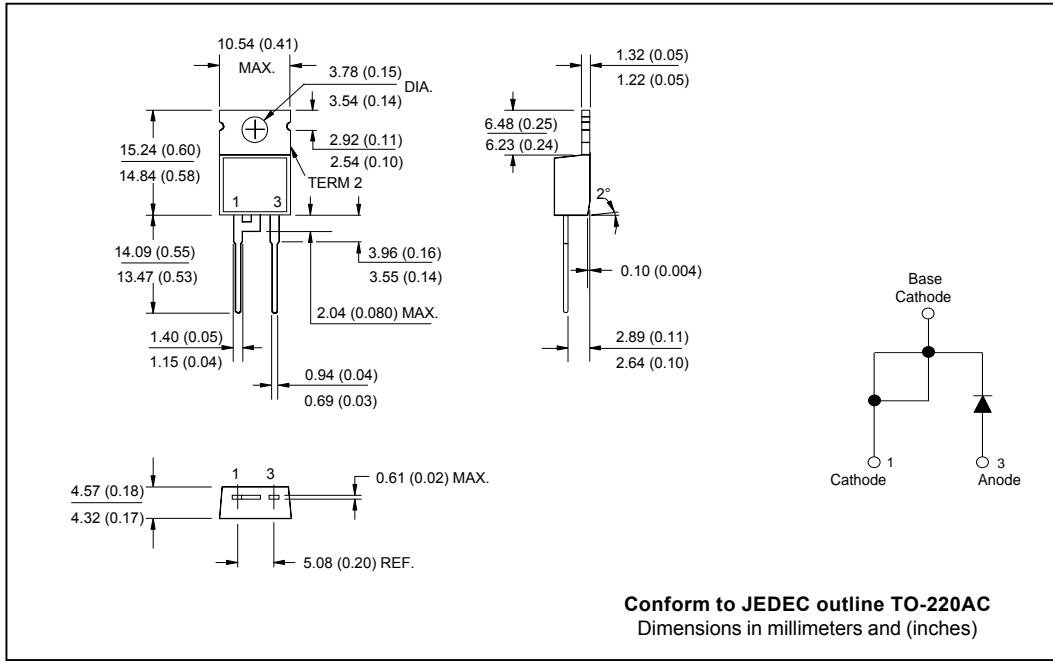 10.54 (0.41)
MAX.
3.78 (0.15)
3.54 (0.14)
DIA.
2.92 (0.11)
2.54 (0.10)
TERM 2
15.24 (0.60)
14.84 (0.58)
1 3
14.09 (0.55)
13.47 (0.53)
3.96 (0.16)
3.55 (0.14)
2.04 (0.080) MAX.
1.40 (0.05)
1.15 (0.04)
0.94 (0.04)
0.69 (0.03)
1.32 (0.05)
1.22 (0.05)
6.48 (0.25)
6.23 (0.24)
2°
0.10 (0.004)
2.89 (0.11)
2.64 (0.10)
Base
Cathode
1
Cathode
3
Anode
1 3
4.57 (0.18)
4.32 (0.17)
0.61 (0.02) MAX.
5.08 (0.20) REF.
Conform to JEDEC outline TO-220AC
Dimensions in millimeters and (inches)